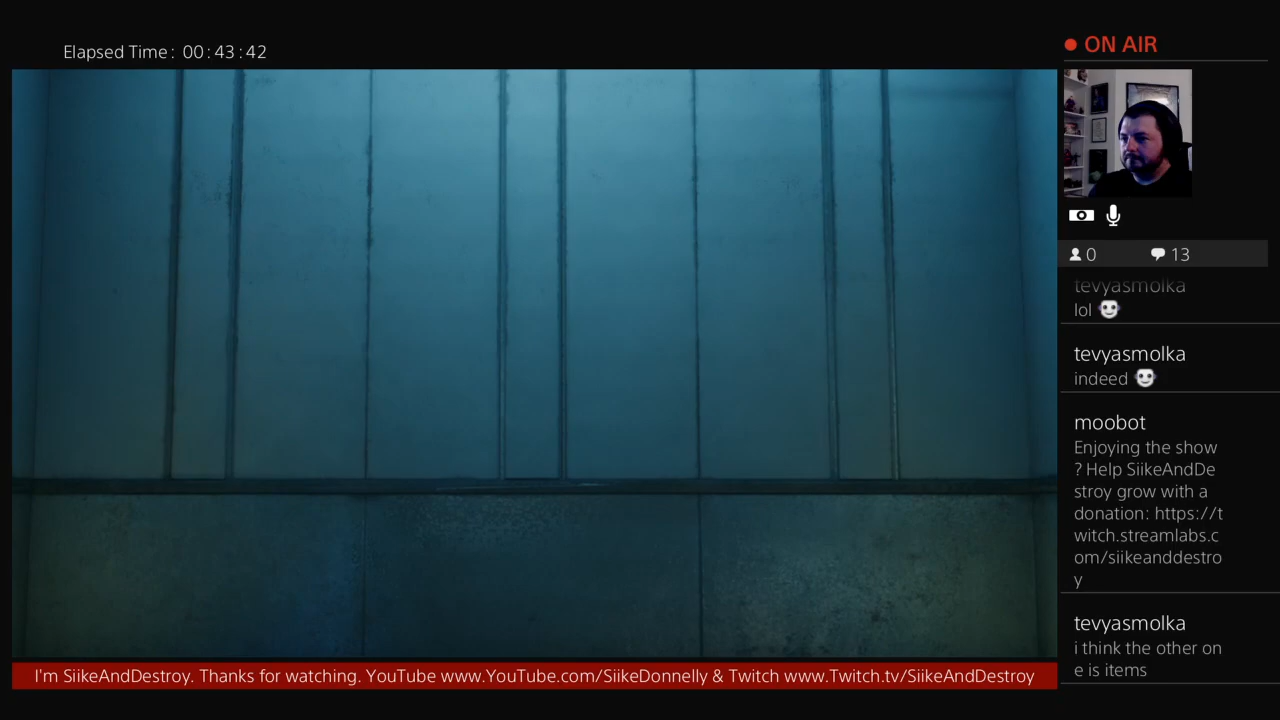 Elapsed Time: 00:43:42
ON AIR
0 13
tevyasmolka
lol
tevyasmolka
indeed
moobot
Enjoying the show
? Help SiikeAndDe
stroy grow with a
donation: https://t
witch.streamlabs.c
om/siikeanddestro
y
tevyasmolka
i think the other on
e is items
I'm SiikeAndDestroy. Thanks for watching. YouTube www.YouTube.com/SiikeDonnelly & Twitch www.Twitch.tv/SiikeAndDestroy